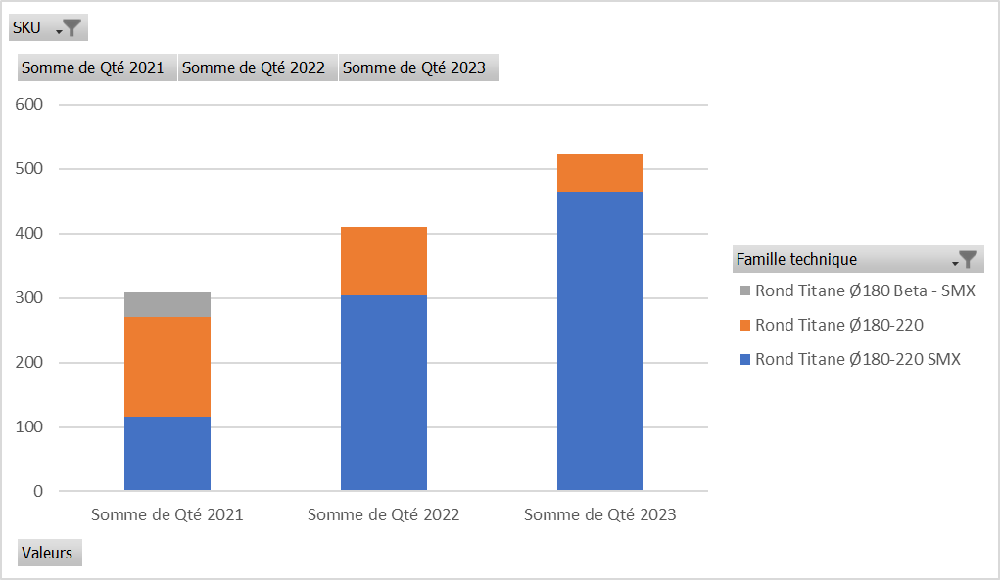 SKU
Somme de Qté 2021 Somme de Qté 2022 Somme de Qté 2023
600
500
400
300
200
100
0
Somme de Qté 2021 Somme de Qté 2022 Somme de Qté 2023
Famille technique
Rond Titane Ø180 Beta - SMX
Rond Titane Ø180-220
Rond Titane Ø180-220 SMX
Valeurs